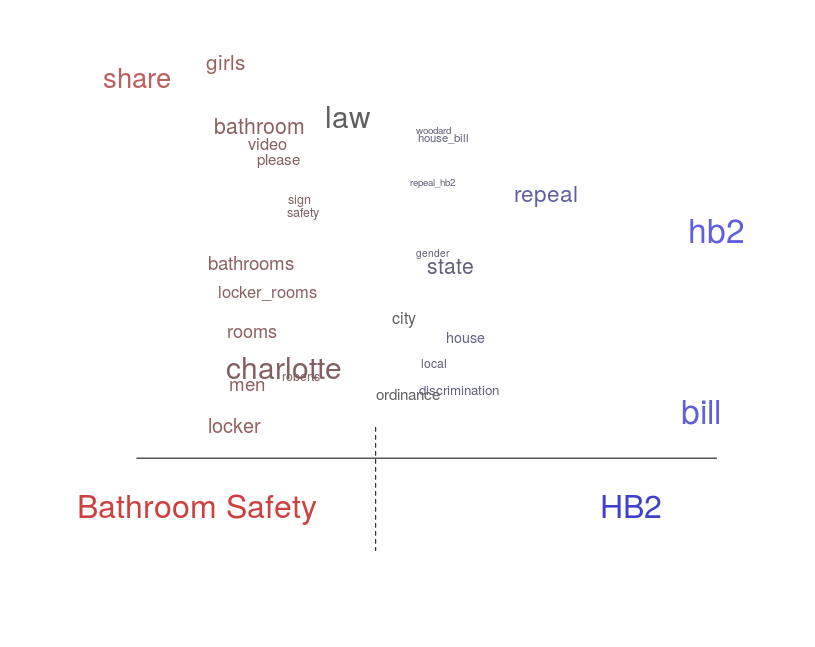 girls
share
law
bathroom
woodard
house_bill
video
please
repeal_hb2
repeal
sign
safety
hb2
gender
bathrooms
state
locker_rooms
city
rooms
house
local
charlotte
roberts
men
discrimination
ordinance
bill
locker
Bathroom Safety
HB2